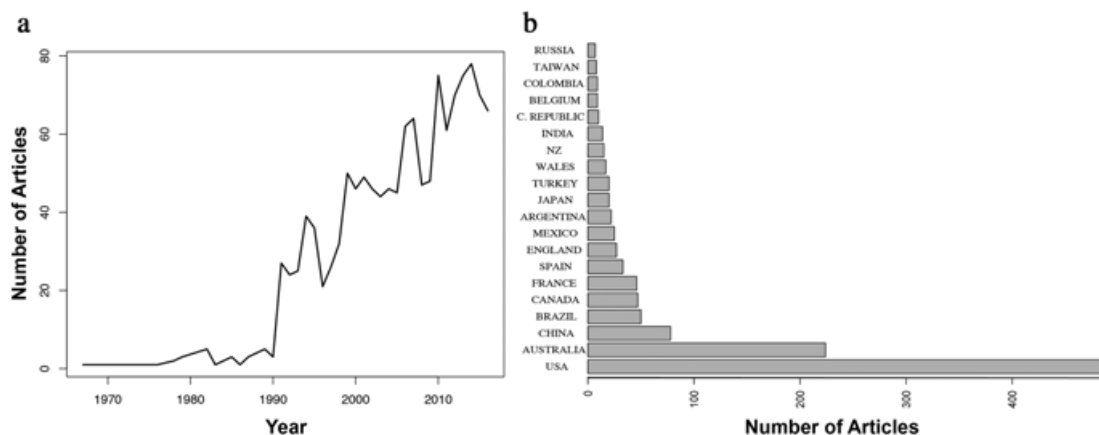 a
80
60
40
20
0
Number of Articles
1970
1980
1990
2000
2010
Year
b
RUSSIA
TAIWAN
COLOMBIA
BELGIUM
C. REPUBLIC
INDIA
NZ
WALES
TURKEY
JAPAN
ARGENTINA
MEXICO
ENGLAND
SPAIN
FRANCE
CANADA
BRAZIL
CHINA
AUSTRALIA
USA
0
100
200
300
400
Number of Articles